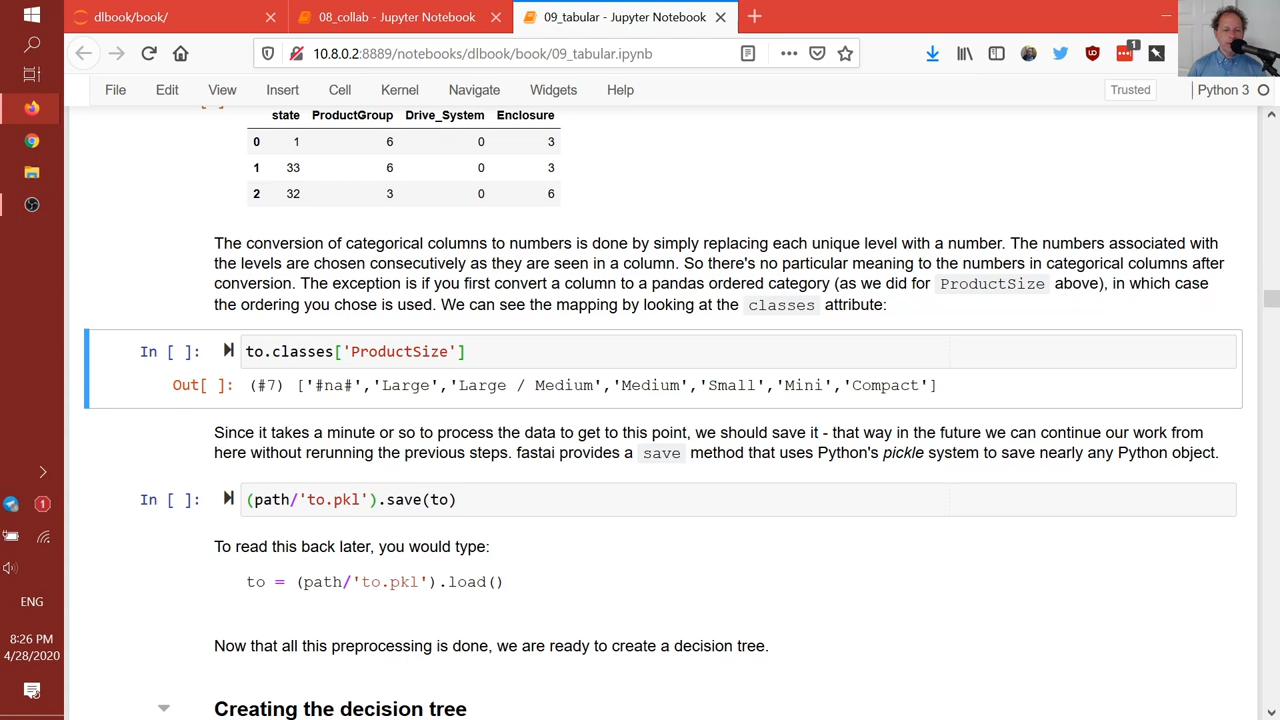 dlbook/book/
08_collab - Jupyter Notebook
09_tabular - Jupyter Notebook
10.8.0.2:8889/notebooks/dlbook/book/09_tabular.ipynb
1
File Edit View Insert Cell Kernel Navigate Widgets Help
Trusted
Python 3
state ProductGroup Drive_System Enclosure
0 1 6 0 3
1 33 6 0 3
2 32 3 0 6
The conversion of categorical columns to numbers is done by simply replacing each unique level with a number. The numbers associated with
the levels are chosen consecutively as they are seen in a column. So there's no particular meaning to the numbers in categorical columns after
conversion. The exception is if you first convert a column to a pandas ordered category (as we did for ProductSize above), in which case
the ordering you chose is used. We can see the mapping by looking at the classes attribute:
In [ ]: to.classes['ProductSize']
Out[ ]: (#7) ['#na#','Large','Large / Medium','Medium','Small','Mini','Compact']
Since it takes a minute or so to process the data to get to this point, we should save it - that way in the future we can continue our work from
here without rerunning the previous steps. fastai provides a save method that uses Python's pickle system to save nearly any Python object.
In [ ]: (path/'to.pkl').save(to)
To read this back later, you would type:
to = (path/'to.pkl').load()
Now that all this preprocessing is done, we are ready to create a decision tree.
Creating the decision tree
1
ENG
8:26 PM
4/28/2020